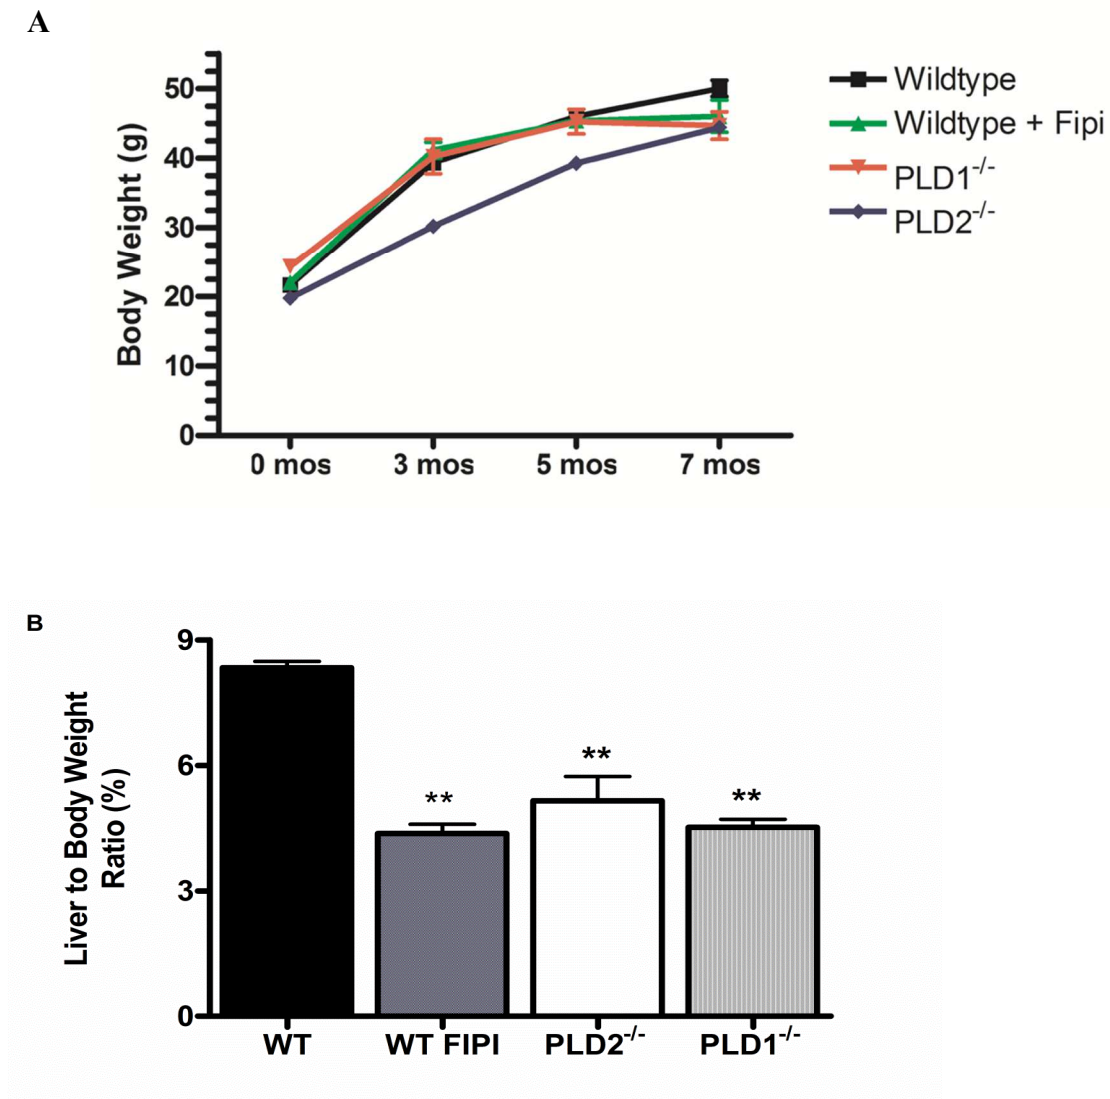 A
Body Weight (g)
50
40
30
20
10
0
0 mos 3 mos 5 mos 7 mos
Wildtype
Wildtype + Fipi
PLD1-/-
PLD2-/-
B
Liver to Body Weight
Ratio (%)
9
6
3
0
**
**
**
WT WT FIPI PLD2-/- PLD1-/-